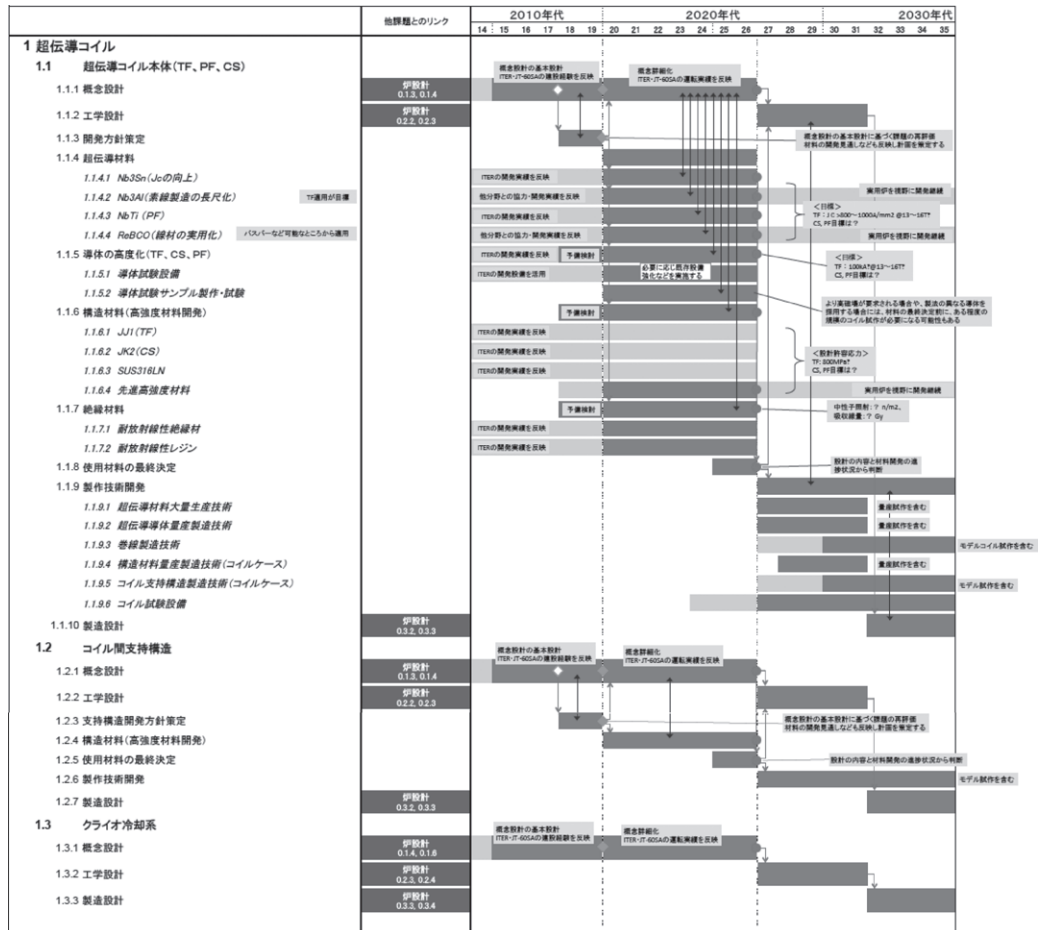 他課題とのリンク
2010年代 2020年代 2030年代
14 15 16 17 18 19 20 21 22 23 24 25 26 27 28 29 30 31 32 33 34 35
1 超伝導コイル
1.1 超伝導コイル本体(TF、PF、CS)
概念設計の基本設計
ITER・JT-60SAの建設経験を反映
概念詳細化
ITER・JT-60SAの運転実績を反映
1.1.1 概念設計 炉設計
0.1.3, 0.1.4
1.1.2 工学設計 炉設計
0.2.2, 0.2.3
1.1.3 開発方針策定
概念設計の基本設計に基づく課題の再評価
材料の開発見通しなども反映し計画を策定する
1.1.4 超伝導材料
1.1.4.1 Nb3Sn(Jcの向上) ITERの開発実績を反映
1.1.4.2 Nb3Al(素線製造の長尺化) TF適用が目標 他分野との協力・開発実績を反映 実用炉を視野に開発継続
1.1.4.3 NbTi (PF) ITERの開発実績を反映
<目標>
TF:JC >800～1000A/mm2 @13～16T?
CS, PF目標は?
1.1.4.4 ReBCO(線材の実用化) バスバーなど可能なところから適用 他分野との協力・開発実績を反映 実用炉を視野に開発継続
1.1.5 導体の高度化(TF、CS、PF) ITERの開発実績を反映 予備検討
<目標>
TF:100kA?@13～16T?
CS, PF目標は?
1.1.5.1 導体試験設備 ITERの開発設備を活用 必要に応じ既存設備
強化などを実施する
1.1.5.2 導体試験サンプル製作・試験
より高磁場が要求される場合や、製法の異なる導体を
採用する場合には、材料の最終決定前に、ある程度の
規模のコイル試作が必要になる可能性もある
1.1.6 構造材料(高強度材料開発) 予備検討
1.1.6.1 JJ1(TF) ITERの開発実績を反映
1.1.6.2 JK2(CS) ITERの開発実績を反映
<設計許容応力>
TF: 800MPa?
CS, PF目標は?
1.1.6.3 SUS316LN ITERの開発実績を反映
1.1.6.4 先進高強度材料 実用炉を視野に開発継続
1.1.7 絶縁材料 予備検討
中性子照射:? n/m2、
吸収線量:? Gy
1.1.7.1 耐放射線性絶縁材 ITERの開発実績を反映
1.1.7.2 耐放射線性レジン ITERの開発実績を反映
1.1.8 使用材料の最終決定
設計の内容と材料開発の進
捗状況から判断
1.1.9 製作技術開発
1.1.9.1 超伝導材料大量生産技術 量産試作を含む
1.1.9.2 超伝導導体量産製造技術 量産試作を含む
1.1.9.3 巻線製造技術 モデルコイル試作を含む
1.1.9.4 構造材料量産製造技術(コイルケース) 量産試作を含む
1.1.9.5 コイル支持構造製造技術(コイルケース) モデル試作を含む
1.1.9.6 コイル試験設備
1.1.10 製造設計 炉設計
0.3.2, 0.3.3
1.2 コイル間支持構造
概念設計の基本設計
ITER・JT-60SAの建設経験を反映
概念詳細化
ITER・JT-60SAの運転実績を反映
1.2.1 概念設計 炉設計
0.1.3, 0.1.4
1.2.2 工学設計 炉設計
0.2.2, 0.2.3
1.2.3 支持構造開発方針策定
概念設計の基本設計に基づく課題の再評価
材料の開発見通しなども反映し計画を策定する
1.2.4 構造材料(高強度材料開発)
1.2.5 使用材料の最終決定 設計の内容と材料開発の進捗状況から判断
1.2.6 製作技術開発 モデル試作を含む
1.2.7 製造設計 炉設計
0.3.2, 0.3.3
1.3 クライオ冷却系
概念設計の基本設計
ITER・JT-60SAの建設経験を反映
概念詳細化
ITER・JT-60SAの運転実績を反映
1.3.1 概念設計 炉設計
0.1.4, 0.1.6
1.3.2 工学設計 炉設計
0.2.3, 0.2.4
1.3.3 製造設計 炉設計
0.3.3, 0.3.4